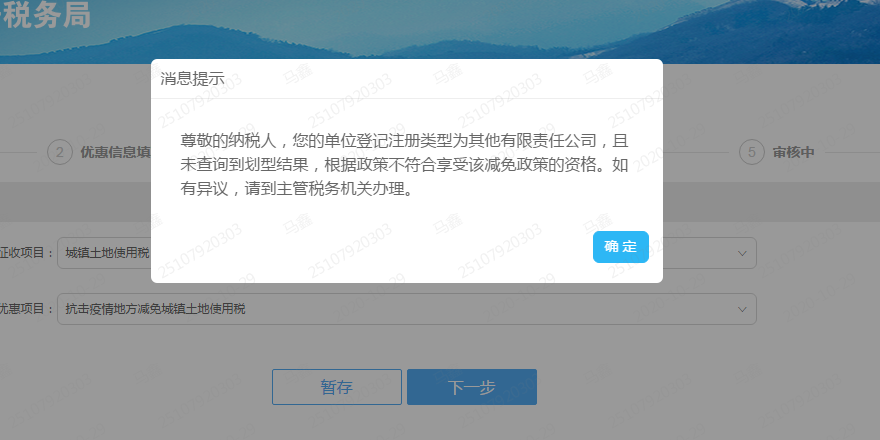 税务局
消息提示
尊敬的纳税人，您的单位登记注册类型为其他有限责任公司，且
未查询到划型结果，根据政策不符合享受该减免政策的资格。如
有异议，请到主管税务机关办理。
确 定
2 优惠信息填
5 审核中
征收项目： 城镇土地使用税
优惠项目： 抗击疫情地方减免城镇土地使用税
暂存 下一步
马鑫
25107920303